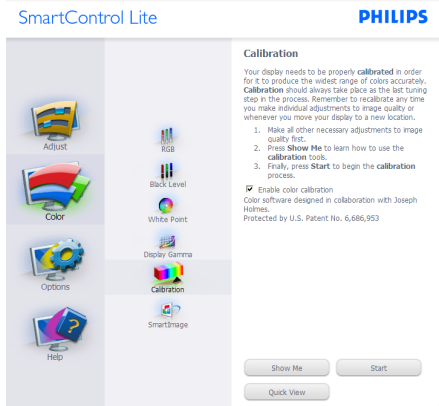 SmartControl Lite
PHILIPS
Adjust
Color
Options
Help
RGB
Black Level
White Point
Display Gamma
Calibration
SmartImage
Calibration
Your display needs to be properly calibrated in order
for it to produce the widest range of colors accurately.
Calibration should always take place as the last tuning
step in the process. Remember to recalibrate any time
you make individual adjustments to image quality or
whenever you move your display to a new location.
1. Make all other necessary adjustments to image
quality first.
2. Press Show Me to learn how to use the
calibration tools.
3. Finaly, press Start to begin the calibration
process.
Enable color calibration
Color software designed in collaboration with Joseph
Holmes.
Protected by U.S. Patent No. 6,686,953
Show Me
Start
Quick View